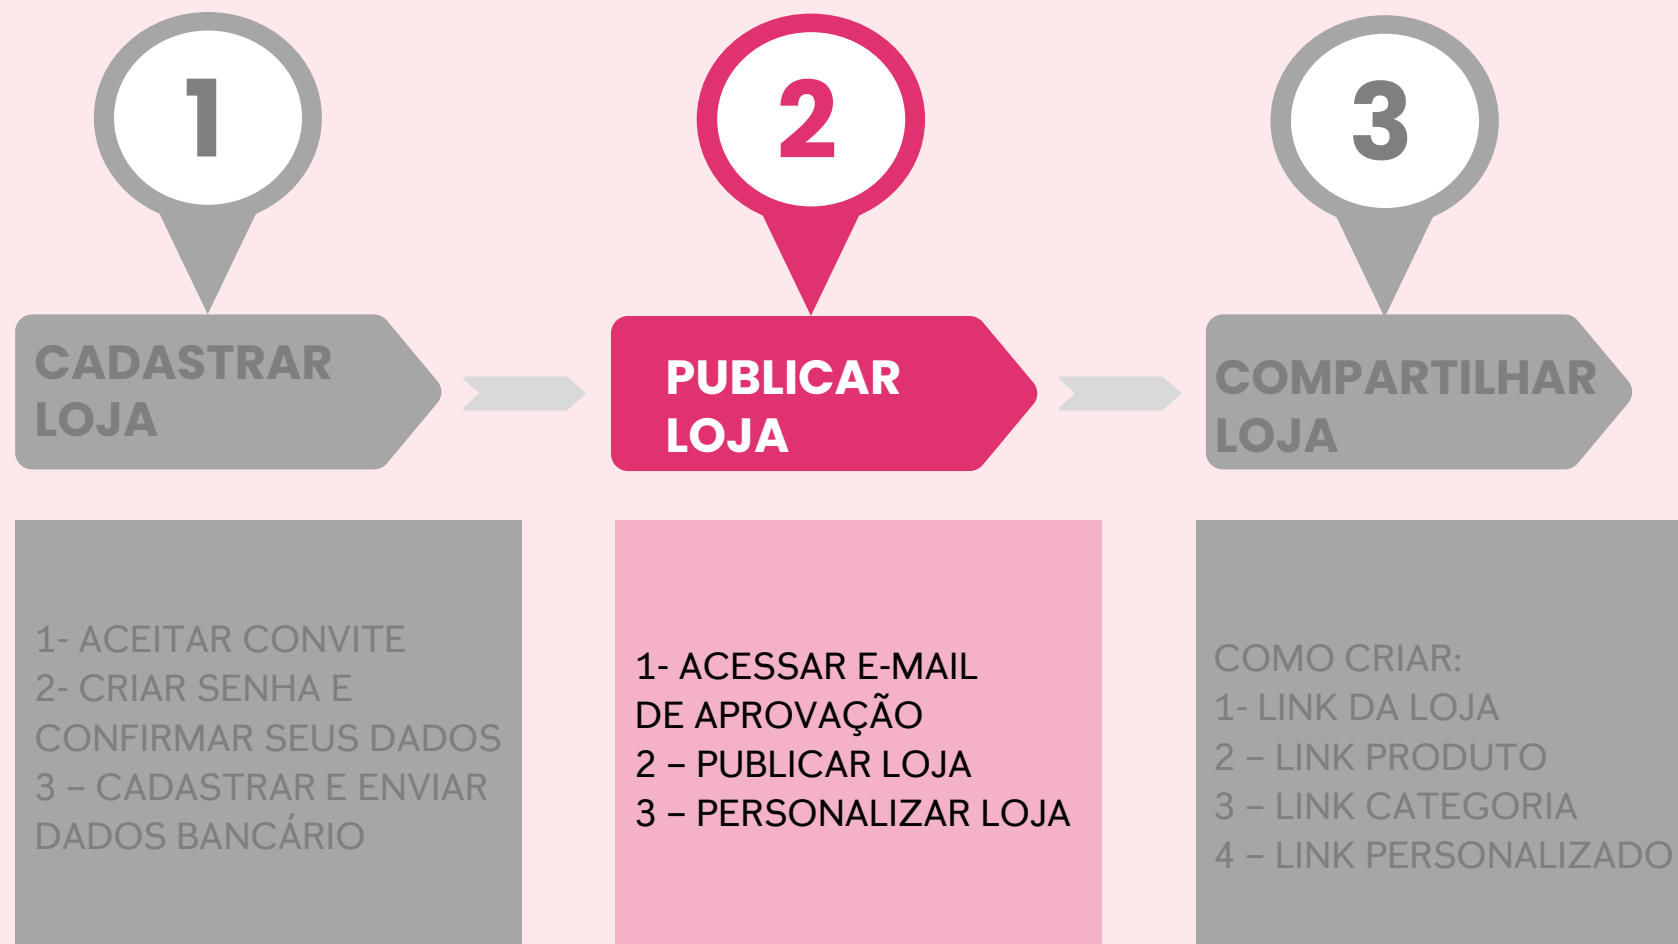 1
2
3
CADASTRAR
LOJA
PUBLICAR
LOJA
COMPARTILHAR
LOJA
1- ACEITAR CONVITE
2- CRIAR SENHA E
CONFIRMAR SEUS DADOS
3 – CADASTRAR E ENVIAR
DADOS BANCÁRIO
1- ACESSAR E-MAIL
DE APROVAÇÃO
2 – PUBLICAR LOJA
3 – PERSONALIZAR LOJA
COMO CRIAR:
1- LINK DA LOJA
2 – LINK PRODUTO
3 – LINK CATEGORIA
4 – LINK PERSONALIZADO